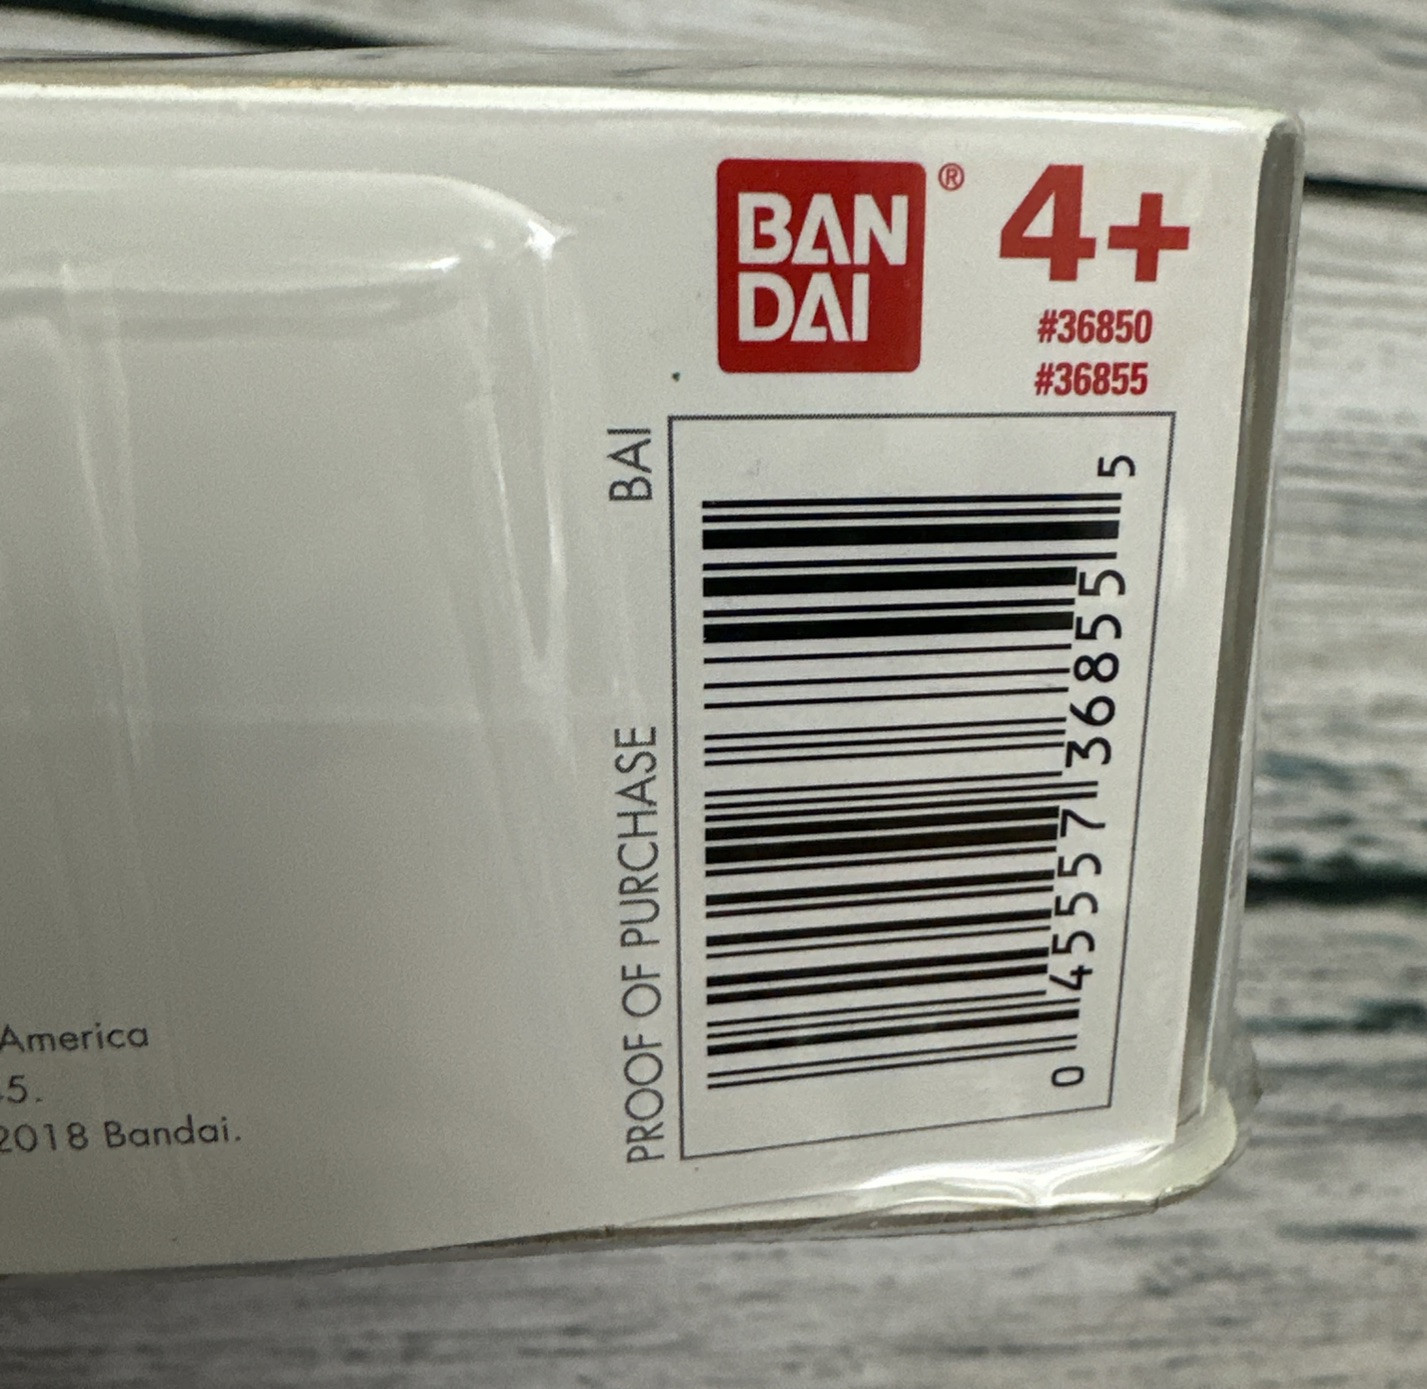 BAN
DAI
®
4+
#36850
#36855
PROOF OF PURCHASE BAI
0 45557 36855 5
America
5.
2018 Bandai.